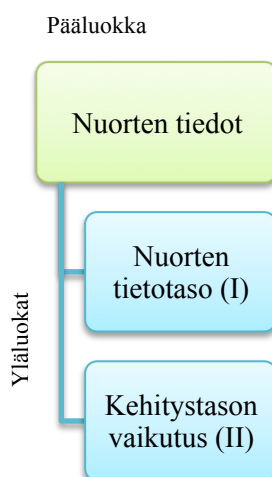 Pääluokka
Nuorten tiedot
Yläluokat
Nuorten
tietotaso (I)
Kehitystason
vaikutus (II)